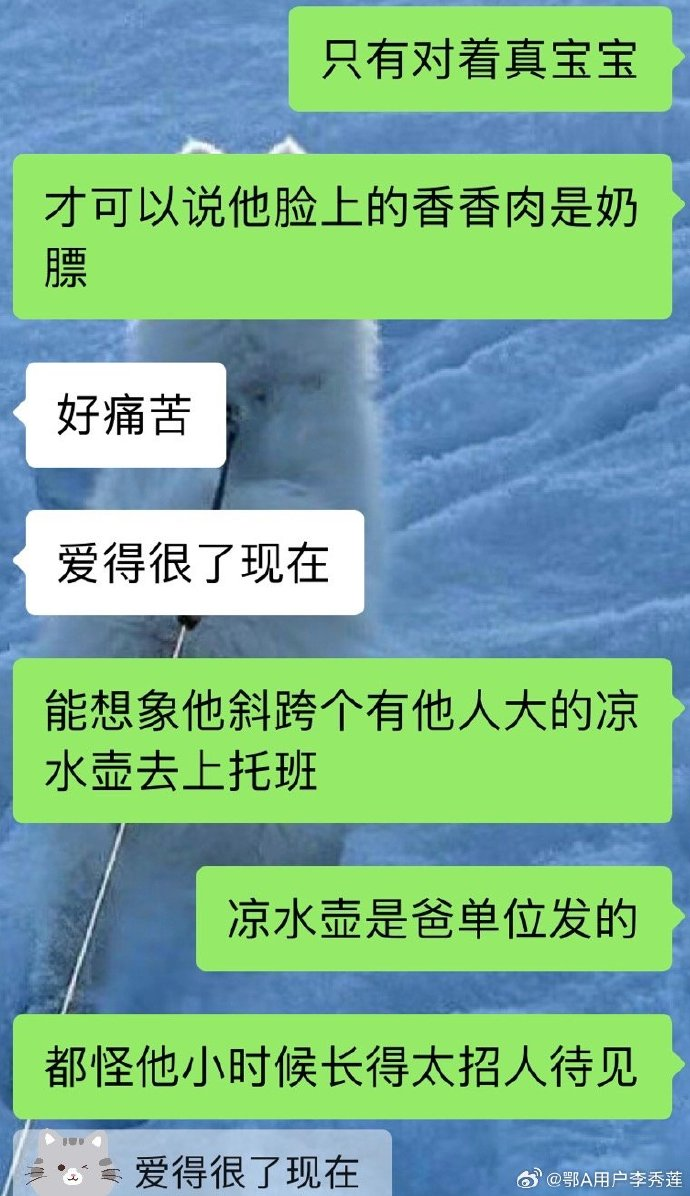 只有对着真宝宝
才可以说他脸上的香香肉是奶
膘
好痛苦
爱得很了现在
能想象他斜跨个有他人大的凉
水壶去上托班
凉水壶是爸单位发的
都怪他小时候长得太招人待见
爱得很了现在
@鄂A用户李秀莲